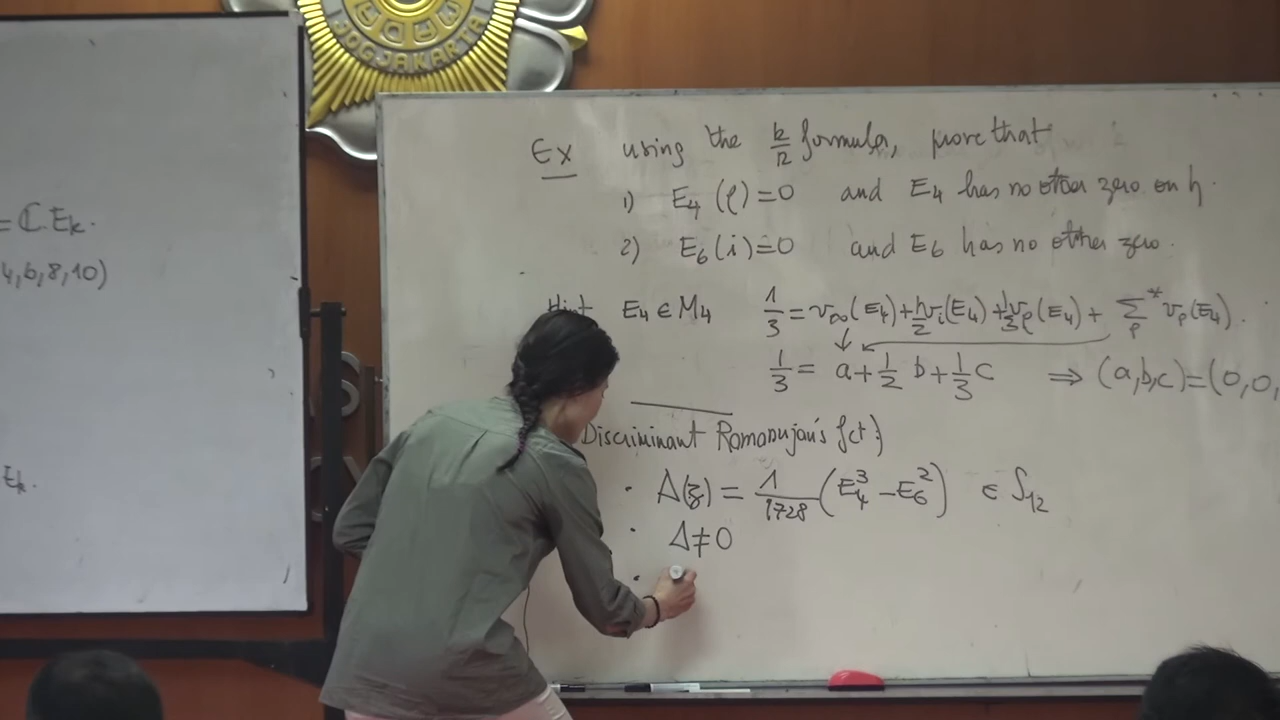 JOGJAKARTA
= ℂ.Ek.
4,6,8,10)
Ek.
Ex using the k/12 formula, prove that
1) E4(ρ)=0 and E4 has no other zero on h.
2) E6(i)=0 and E6 has no other zero.
Hint E4 ∈ M4 1/3 = v∞(E4) + 1/2 vi(E4) + 1/3 vρ(E4) + ∑*P vp(E4).
1/3 = a + 1/2 b + 1/3 c ⇒ (a,b,c)=(0,0,
Discriminant Ramanujan's fct)
· Δ(z) = 1/1728 (E4^3 − E6^2) ∈ S12
· Δ≠0
·